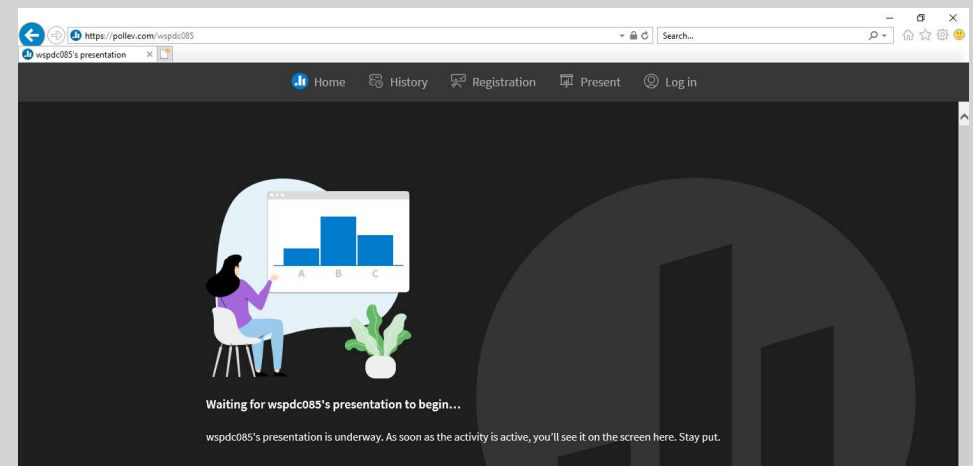 https://pollev.com/wspdc085
Search...
wspdc085's presentation
Home History Registration Present Log in
A B C
Waiting for wspdc085's presentation to begin...
wspdc085's presentation is underway. As soon as the activity is active, you'll see it on the screen here. Stay put.